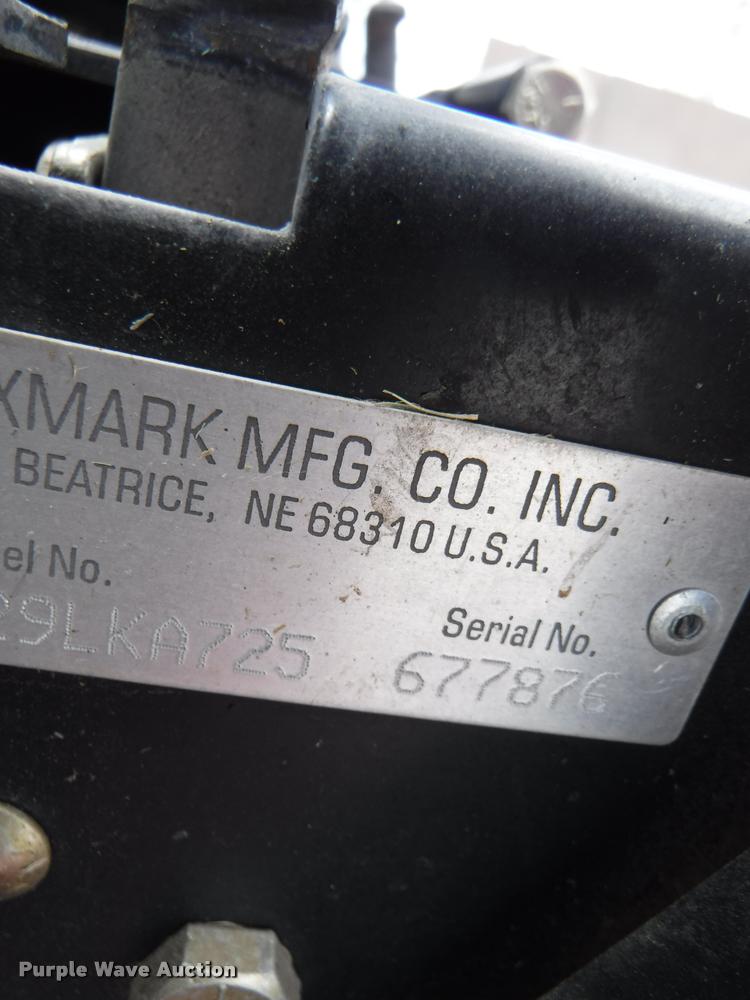 XMARK MFG. CO. INC.
BEATRICE, NE 68310 U.S.A.
el No.
Serial No.
29LKA725
677876
Purple Wave Auction